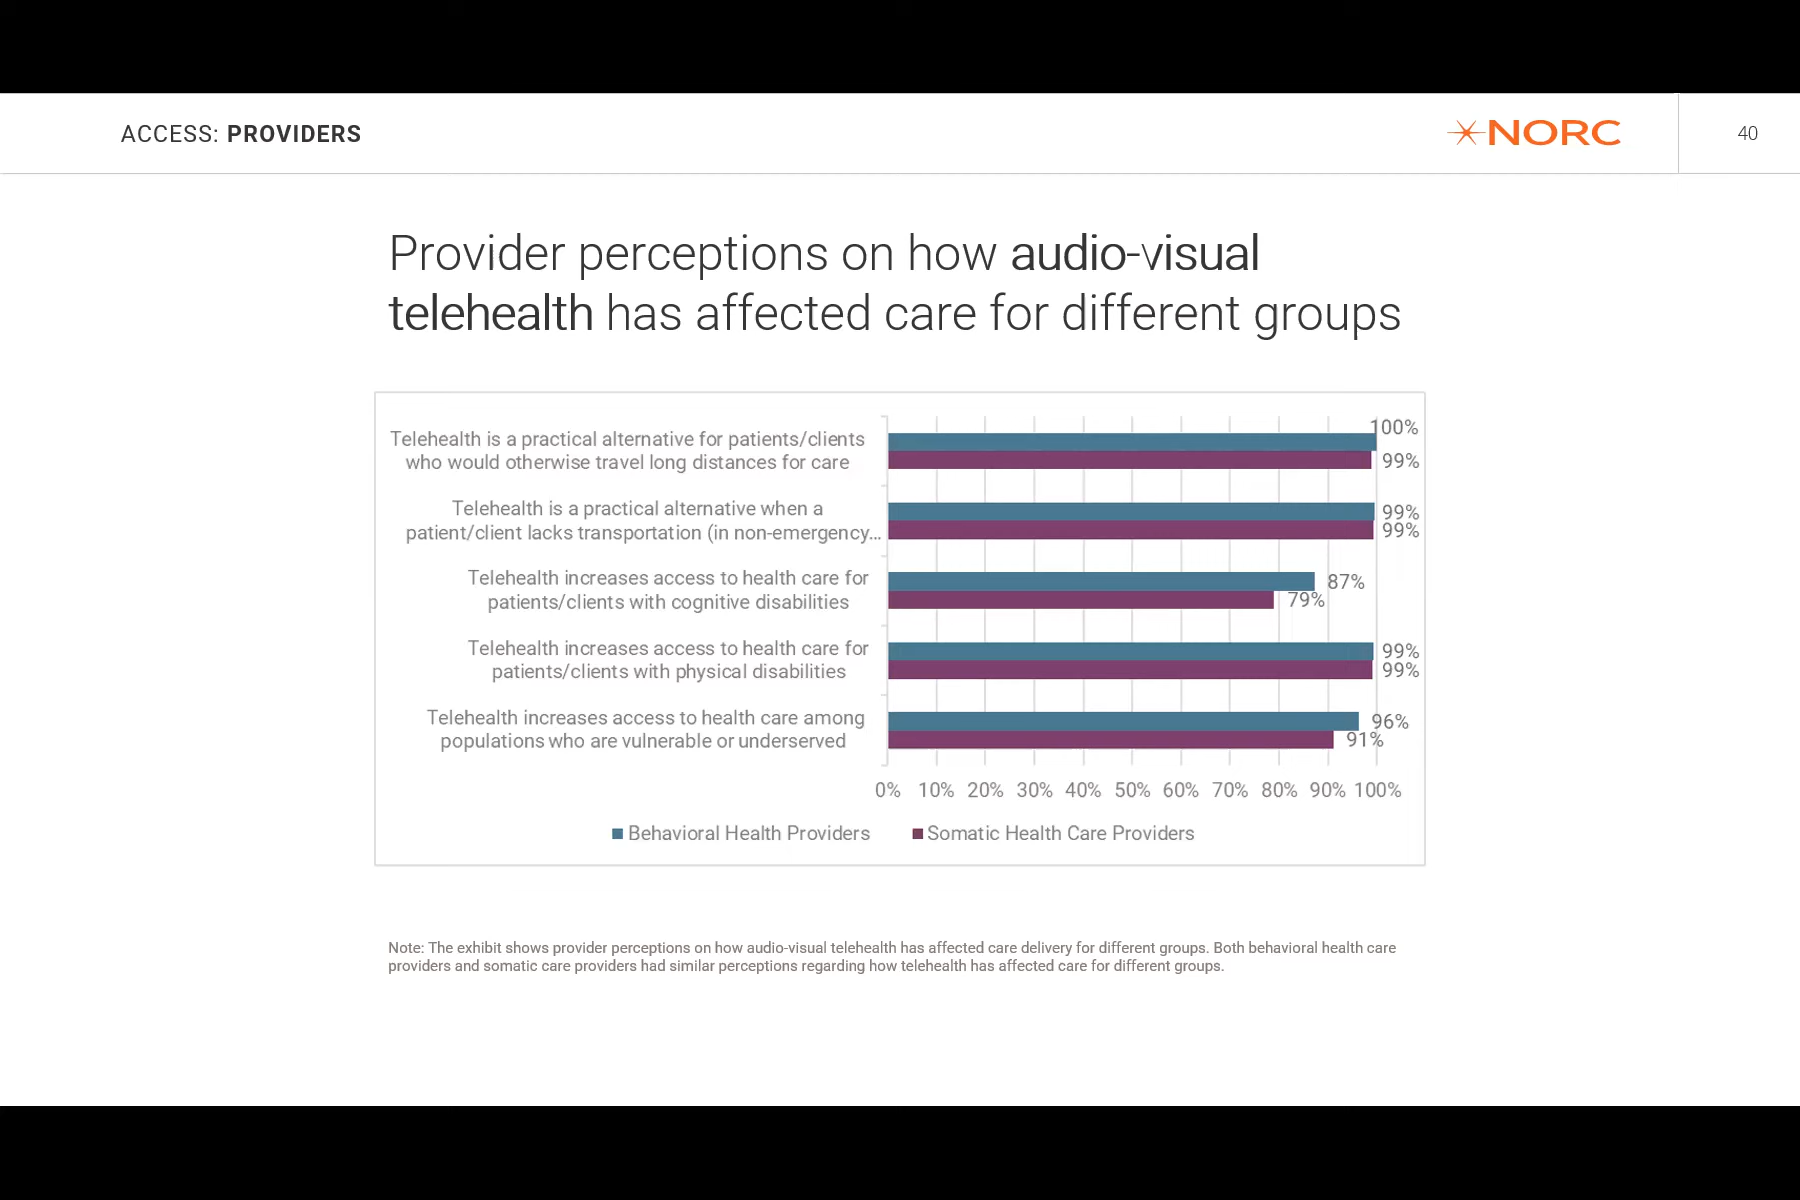 ACCESS: PROVIDERS
NORC
40
Provider perceptions on how audio-visual
telehealth has affected care for different groups
Telehealth is a practical alternative for patients/clients
who would otherwise travel long distances for care
100%
99%
Telehealth is a practical alternative when a
patient/client lacks transportation (in non-emergency...
99%
99%
Telehealth increases access to health care for
patients/clients with cognitive disabilities
87%
79%
Telehealth increases access to health care for
patients/clients with physical disabilities
99%
99%
Telehealth increases access to health care among
populations who are vulnerable or underserved
96%
91%
0% 10% 20% 30% 40% 50% 60% 70% 80% 90% 100%
Behavioral Health Providers Somatic Health Care Providers
Note: The exhibit shows provider perceptions on how audio-visual telehealth has affected care delivery for different groups. Both behavioral health care
providers and somatic care providers had similar perceptions regarding how telehealth has affected care for different groups.